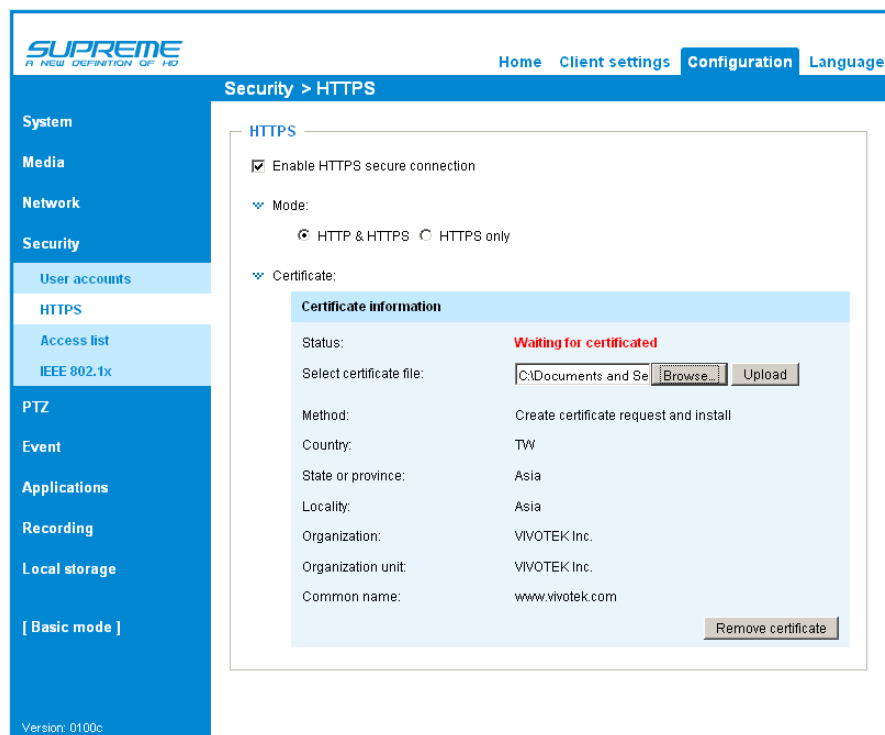 SUPREME
A NEW DEFINITION OF HD
Home Client settings Configuration Language
Security > HTTPS
System
Media
Network
Security
User accounts
HTTPS
Access list
IEEE 802.1x
PTZ
Event
Applications
Recording
Local storage
[ Basic mode ]
Version: 0100c
HTTPS
Enable HTTPS secure connection
Mode:
HTTP & HTTPS HTTPS only
Certificate:
Certificate information
Status: Waiting for certificated
Select certificate file: C:\Documents and Se Browse... Upload
Method: Create certificate request and install
Country: TW
State or province: Asia
Locality: Asia
Organization: VIVOTEK Inc.
Organization unit: VIVOTEK Inc.
Common name: www.vivotek.com
Remove certificate